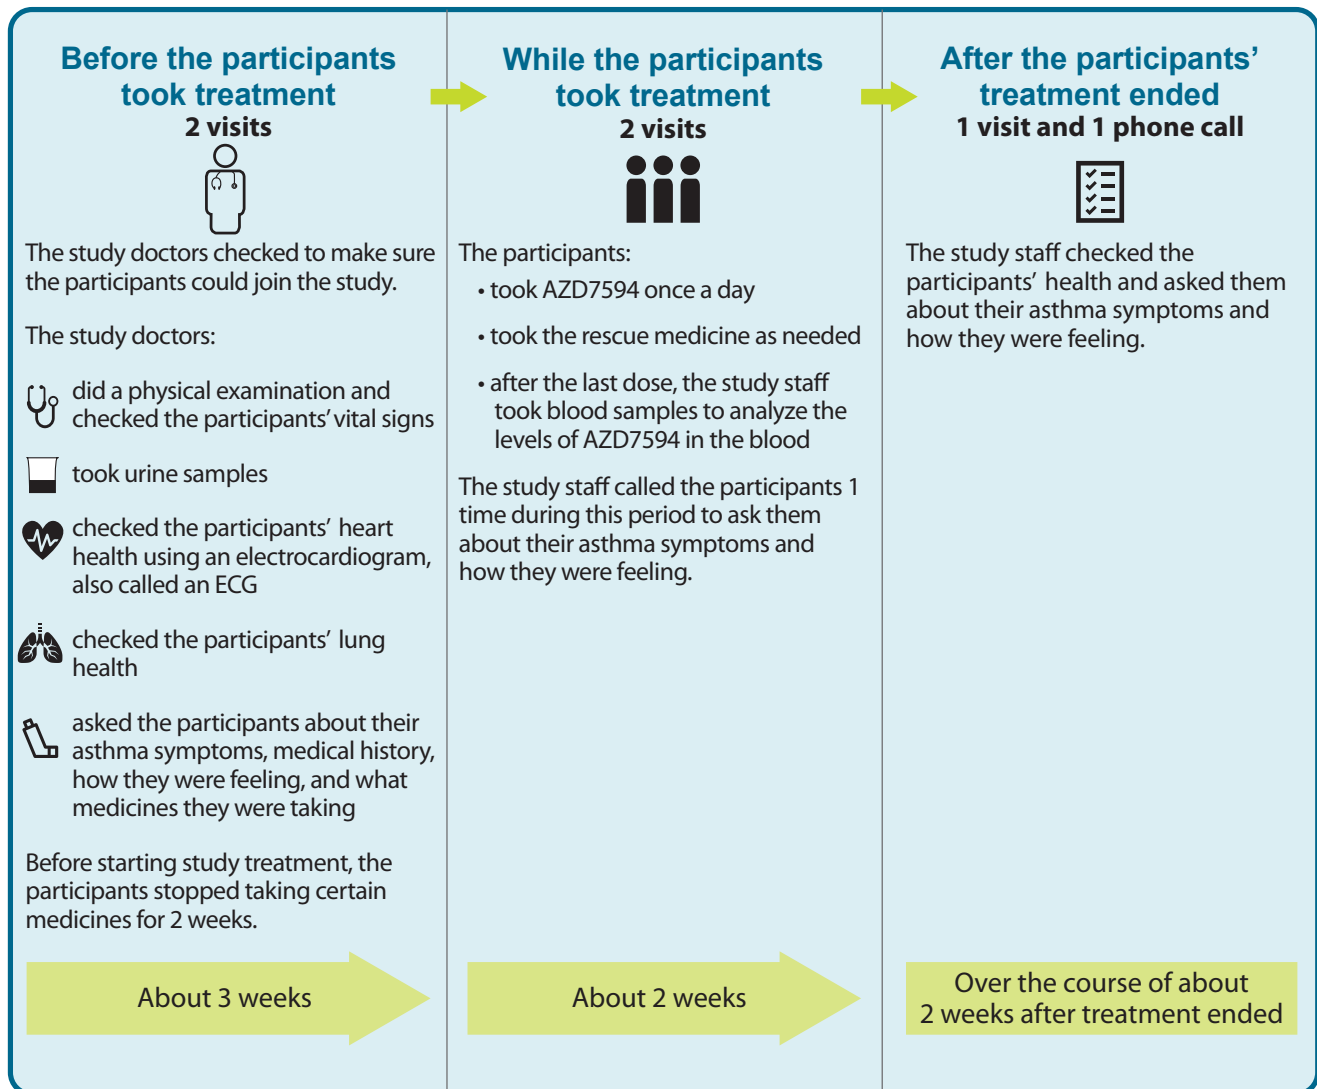 Before the participants
took treatment
2 visits
The study doctors checked to make sure
the participants could join the study.
The study doctors:
did a physical examination and
checked the participants' vital signs
took urine samples
checked the participants' heart
health using an electrocardiogram,
also called an ECG
checked the participants' lung
health
asked the participants about their
asthma symptoms, medical history,
how they were feeling, and what
medicines they were taking
Before starting study treatment, the
participants stopped taking certain
medicines for 2 weeks.
About 3 weeks
While the participants
took treatment
2 visits
The participants:
• took AZD7594 once a day
• took the rescue medicine as needed
• after the last dose, the study staff
took blood samples to analyze the
levels of AZD7594 in the blood
The study staff called the participants 1
time during this period to ask them
about their asthma symptoms and
how they were feeling.
About 2 weeks
After the participants'
treatment ended
1 visit and 1 phone call
The study staff checked the
participants' health and asked them
about their asthma symptoms and
how they were feeling.
Over the course of about
2 weeks after treatment ended